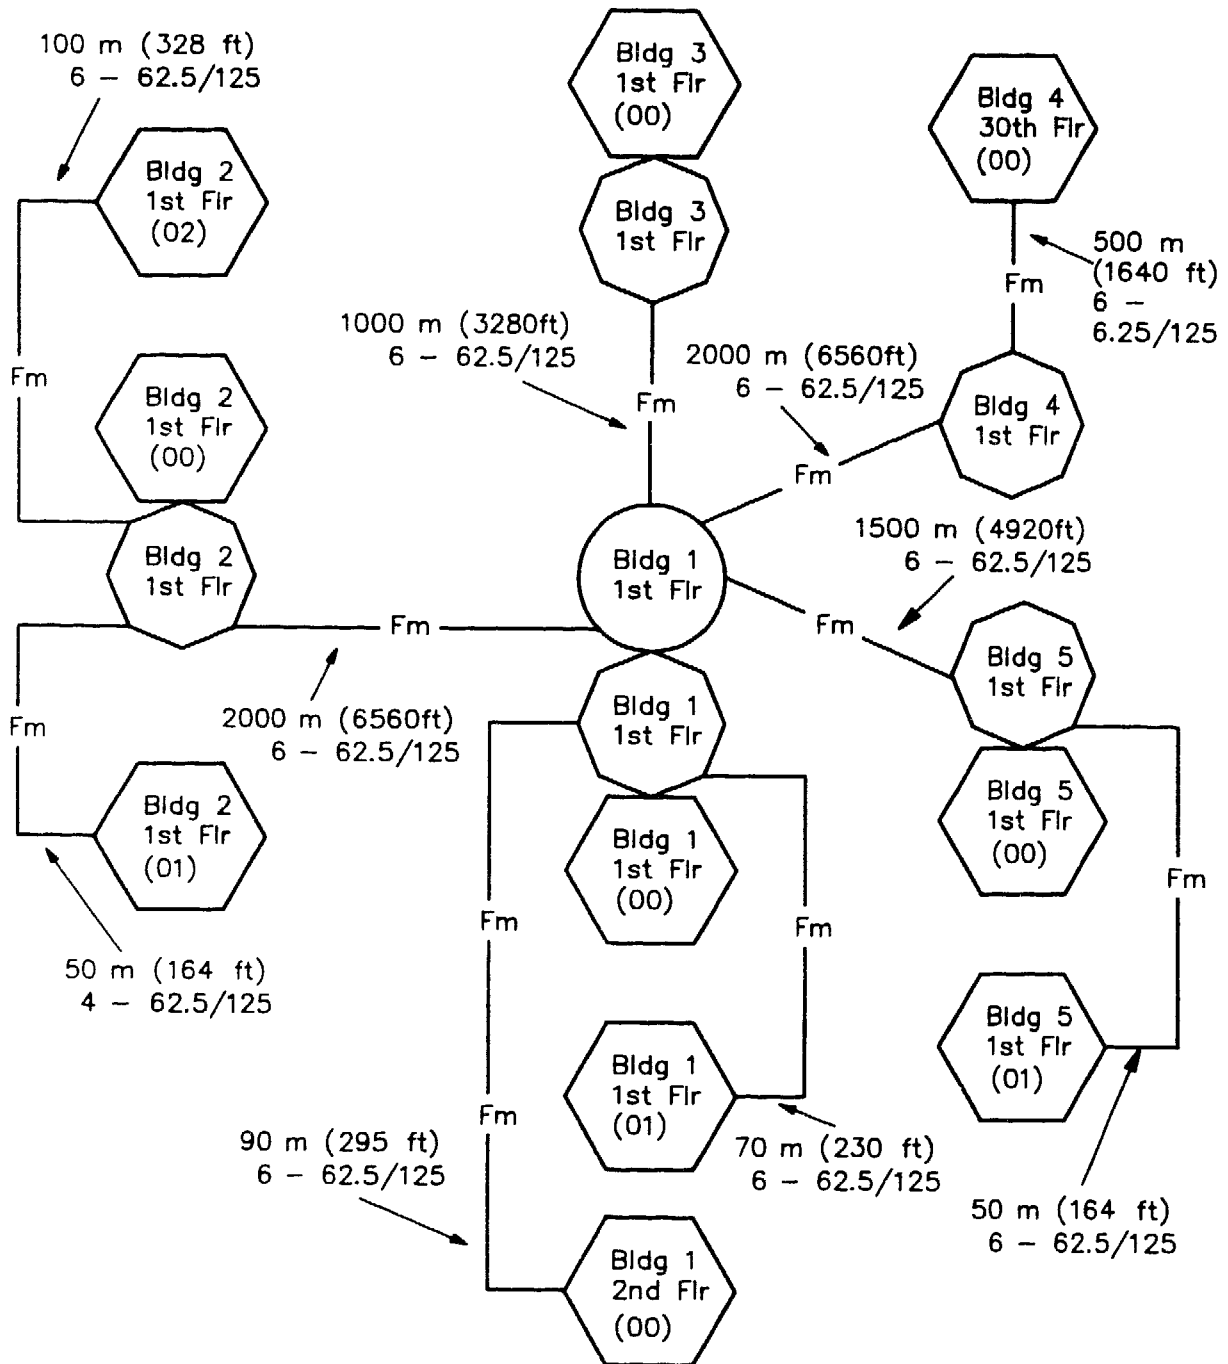 100 m (328 ft)
6 – 62.5/125
Bldg 2
1st Flr
(02)
Fm
Bldg 2
1st Flr
(00)
Bldg 2
1st Flr
Fm
2000 m (6560ft)
6 – 62.5/125
Fm
Bldg 2
1st Flr
(01)
50 m (164 ft)
4 – 62.5/125
Bldg 3
1st Flr
(00)
Bldg 3
1st Flr
1000 m (3280ft)
6 – 62.5/125
Fm
Bldg 4
30th Flr
(00)
500 m
(1640 ft)
6 –
6.25/125
Fm
Bldg 4
1st Flr
2000 m (6560ft)
6 – 62.5/125
Fm
Bldg 1
1st Flr
1500 m (4920ft)
6 – 62.5/125
Fm
Bldg 5
1st Flr
Bldg 5
1st Flr
(00)
Fm
Bldg 5
1st Flr
(01)
50 m (164 ft)
6 – 62.5/125
Bldg 1
1st Flr
Bldg 1
1st Flr
(00)
Fm
Fm
Bldg 1
1st Flr
(01)
70 m (230 ft)
6 – 62.5/125
Fm
90 m (295 ft)
6 – 62.5/125
Bldg 1
2nd Flr
(00)